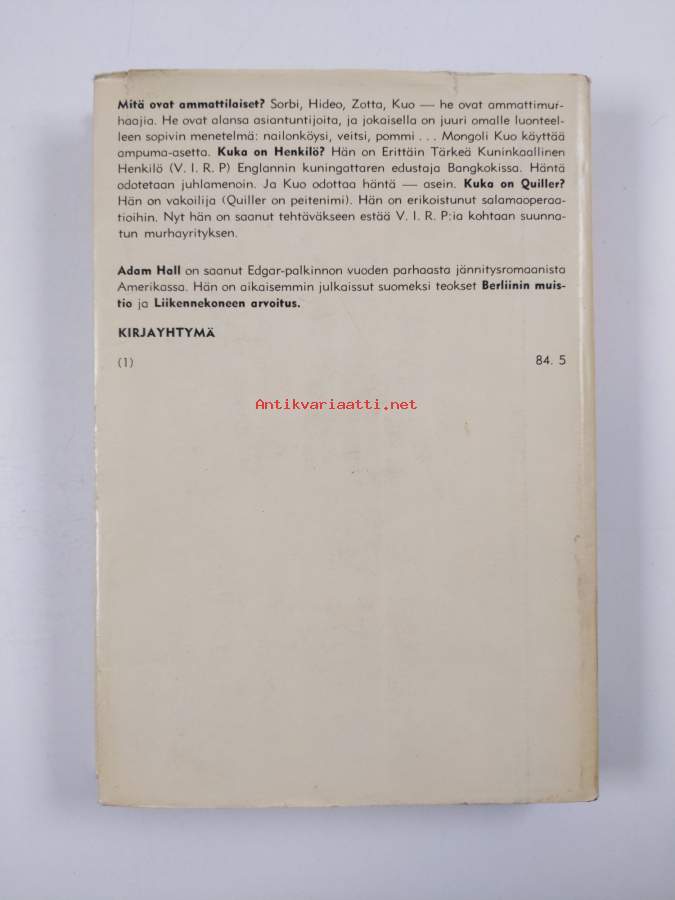 Mitä ovat ammattilaiset? Sorbi, Hideo, Zotta, Kuo — he ovat ammattimur-
haajia. He ovat alansa asiantuntijoita, ja jokaisella on juuri omalle luonteel-
leen sopivin menetelmä: nailonköysi, veitsi, pommi . . . Mongoli Kuo käyttää
ampuma-asetta. Kuka on Henkilö? Hän on Erittäin Tärkeä Kuninkaallinen
Henkilö (V. I. R. P) Englannin kuningattaren edustaja Bangkokissa. Häntä
odotetaan juhlamenoin. Ja Kuo odottaa häntä — asein. Kuka on Quiller?
Hän on vakoilija (Quiller on peitenimi). Hän on erikoistunut salamaoperaa-
tioihin. Nyt hän on saanut tehtäväkseen estää V. I. R. P:ia kohtaan suunna-
tun murhayrityksen.
Adam Hall on saanut Edgar-palkinnon vuoden parhaasta jännitysromaanista
Amerikassa. Hän on aikaisemmin julkaissut suomeksi teokset Berliinin muis-
tio ja Liikennekoneen arvoitus.
KIRJAYHTYMÄ
(1) 84. 5
Antikvariaatti.net